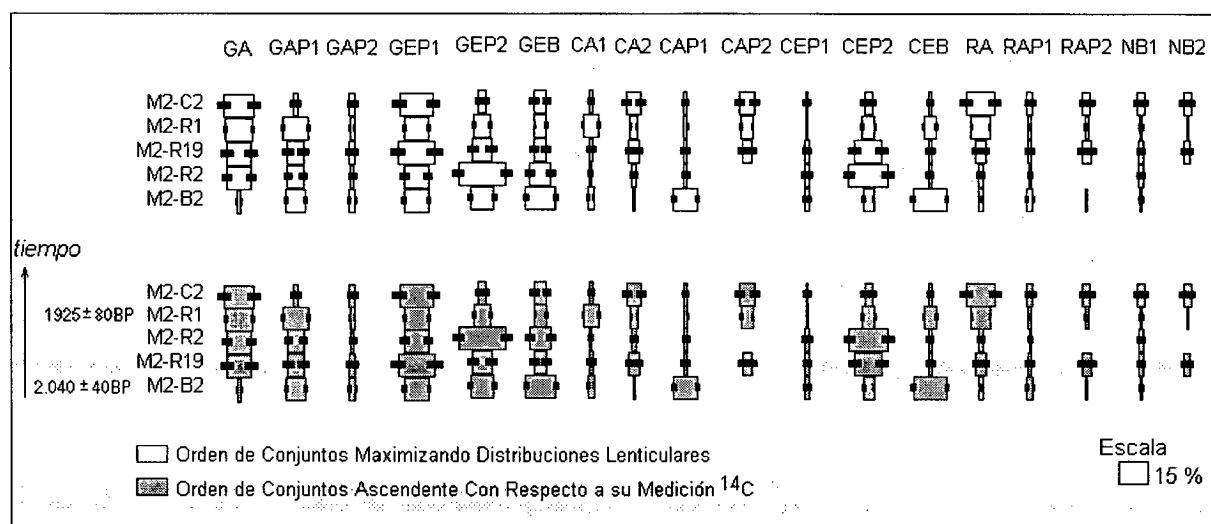 GA GAP1 GAP2 GEP1 GEP2 GEB CA1 CA2 CAP1 CAP2 CEP1 CEP2 CEB RA RAP1 RAP2 NB1 NB2
M2-C2
M2-R1
M2-R19
M2-R2
M2-B2
tiempo
M2-C2
1925±80BP M2-R1
M2-R2
M2-R19
2.040±40BP M2-B2
Orden de Conjuntos Maximizando Distribuciones Lenticulares
Escala
Orden de Conjuntos Ascendente Con Respecto a su Medición ¹⁴C
15 %